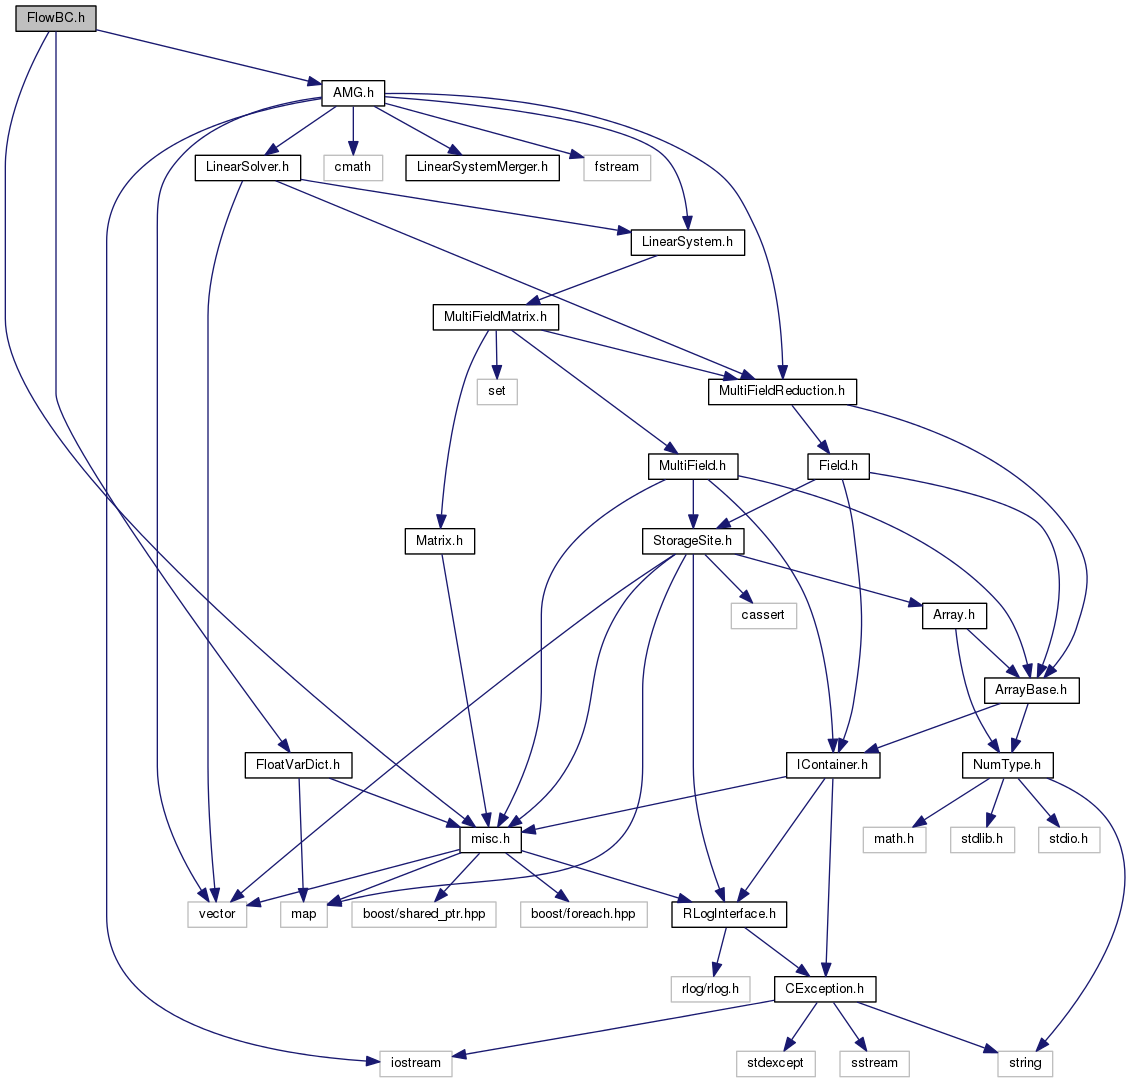 FlowBC.h
AMG.h
LinearSolver.h
cmath
LinearSystemMerger.h
fstream
LinearSystem.h
MultiFieldMatrix.h
set
MultiFieldReduction.h
MultiField.h
Field.h
Matrix.h
StorageSite.h
cassert
Array.h
ArrayBase.h
FloatVarDict.h
IContainer.h
NumType.h
misc.h
math.h
stdlib.h
stdio.h
vector
map
boost/shared_ptr.hpp
boost/foreach.hpp
RLogInterface.h
rlog/rlog.h
CException.h
iostream
stdexcept
sstream
string